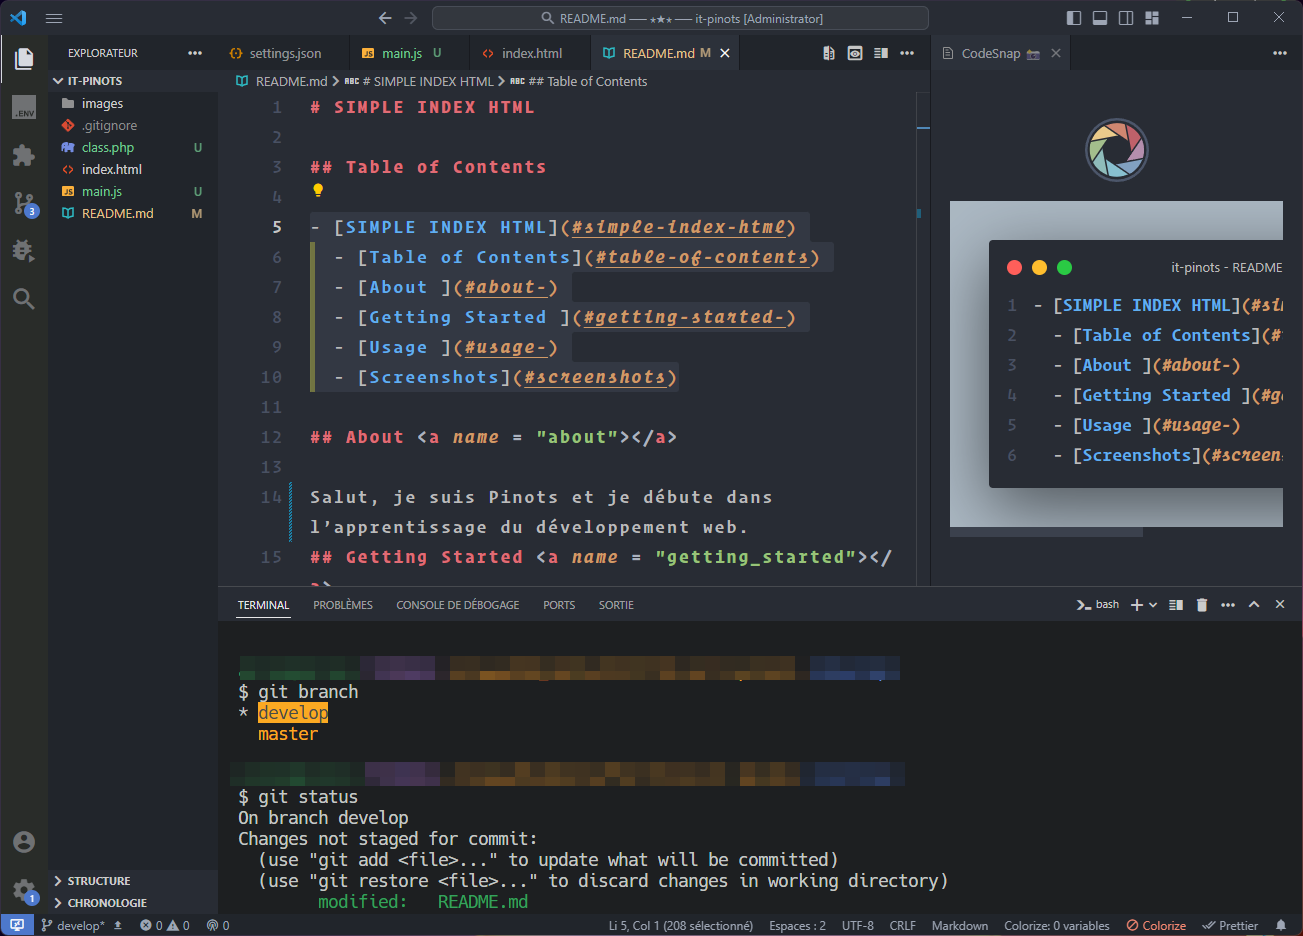 README.md — ⋆★⋆ — it-pinots [Administrator]
EXPLORATEUR
settings.json
JS main.js U
index.html
README.md M
CodeSnap 📸
IT-PINOTS
README.md > ABC # SIMPLE INDEX HTML > ABC ## Table of Contents
images
.gitignore
class.php U
index.html
JS main.js U
README.md M
.ENV
3
1 # SIMPLE INDEX HTML
2
3 ## Table of Contents
4
5 - [SIMPLE INDEX HTML](#simple-index-html)
6 - [Table of Contents](#table-of-contents)
7 - [About ](#about-)
8 - [Getting Started ](#getting-started-)
9 - [Usage ](#usage-)
10 - [Screenshots](#screenshots)
11
12 ## About <a name = "about"></a>
13
14 Salut, je suis Pinots et je débute dans
l'apprentissage du développement web.
15 ## Getting Started <a name = "getting_started"></
a>
it-pinots - README
1 - [SIMPLE INDEX HTML](#sim
2 - [Table of Contents](#t
3 - [About ](#about-)
4 - [Getting Started ](#ge
5 - [Usage ](#usage-)
6 - [Screenshots](#screen
TERMINAL PROBLÈMES CONSOLE DE DÉBOGAGE PORTS SORTIE
bash
$ git branch
* develop
master
$ git status
On branch develop
Changes not staged for commit:
(use "git add <file>..." to update what will be committed)
(use "git restore <file>..." to discard changes in working directory)
modified: README.md
STRUCTURE
CHRONOLOGIE
1
develop* 0 0 0
Li 5, Col 1 (208 sélectionné) Espaces : 2 UTF-8 CRLF Markdown Colorize: 0 variables Colorize Prettier